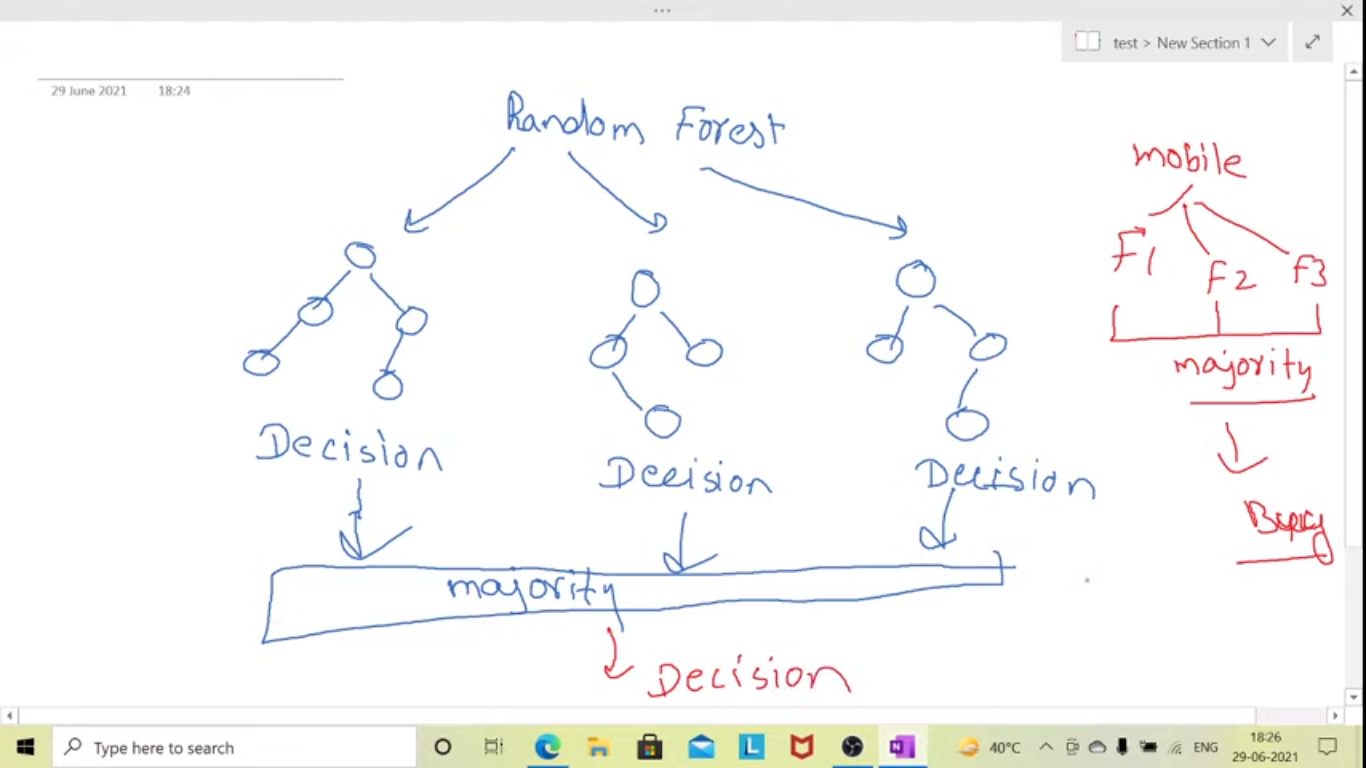 test > New Section 1
29 June 2021 18:24
Random Forest
mobile
F1 F2 F3
majority
Decision Decision Decision
majority
Decision
Type here to search
40°C ENG 18:26
29-06-2021